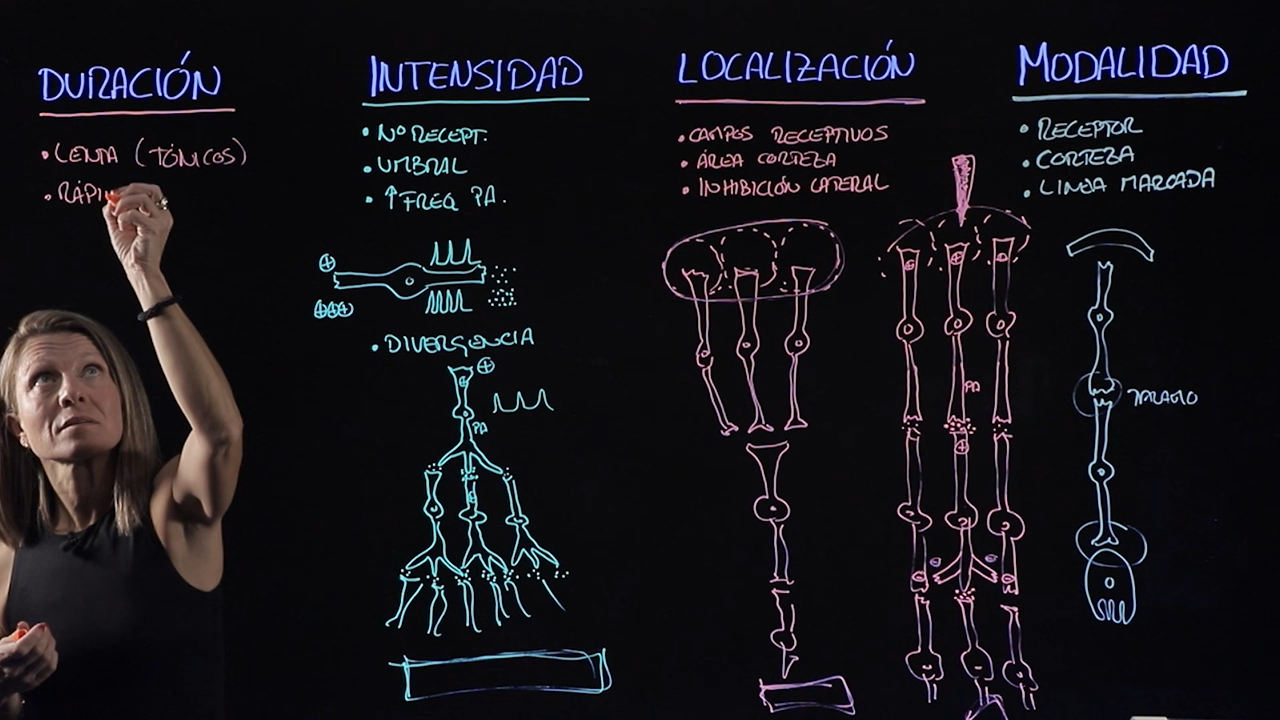 DURACIÓN
• LENTA (TÓNICOS)
• RÁPI
INTENSIDAD
• Nº RECEPT.
• UMBRAL
• ↑ FREQ PA.
• DIVERGENCIA
PA
LOCALIZACIÓN
• CAMPOS RECEPTIVOS
• ÁREA CORTEZA
• INHIBICIÓN LATERAL
PA
MODALIDAD
• RECEPTOR
• CORTEZA
• LINEA MARCADA